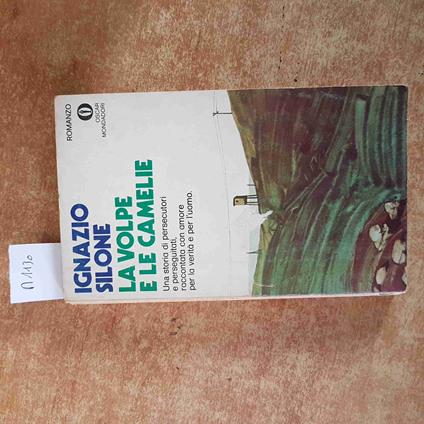 ROMANZO
OSCAR
MONDADORI
IGNAZIO
SILONE
LA VOLPE
E LE CAMELIE
Una storia di persecutori
e perseguitati,
raccontata con amore
per la verità e per l'uomo.